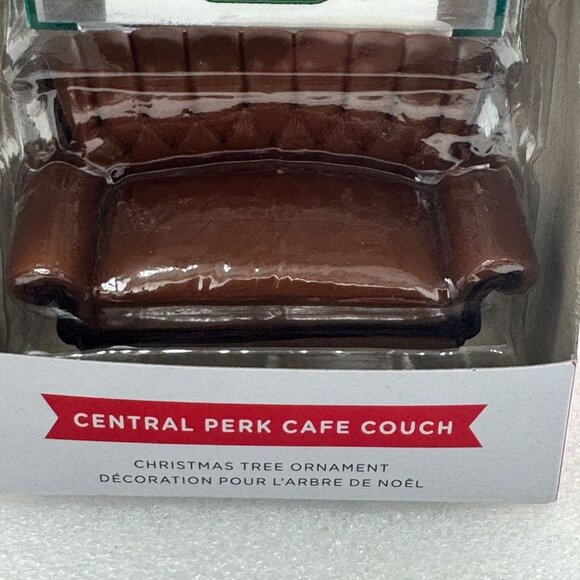 CENTRAL PERK CAFE COUCH
CHRISTMAS TREE ORNAMENT
DÉCORATION POUR L'ARBRE DE NOËL